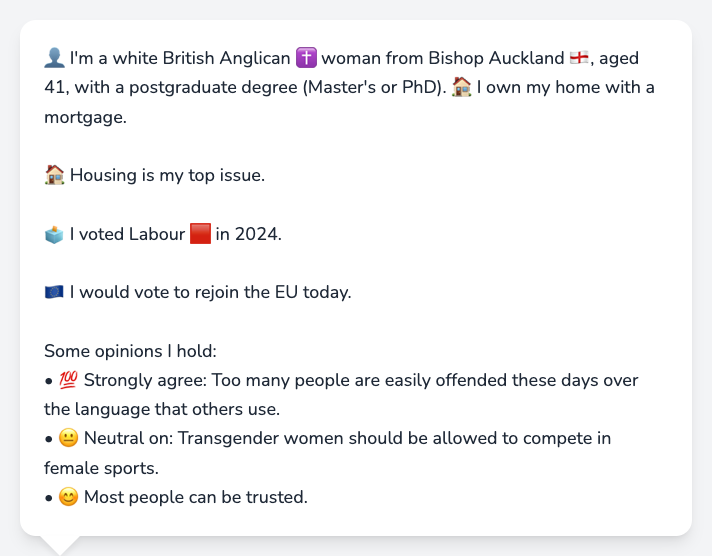 👤 I'm a white British Anglican ✝️ woman from Bishop Auckland 🏴󠁧󠁢󠁥󠁮󠁧󠁿, aged
41, with a postgraduate degree (Master's or PhD). 🏠 I own my home with a
mortgage.
🏠 Housing is my top issue.
🗳️ I voted Labour 🟥 in 2024.
🇪🇺 I would vote to rejoin the EU today.
Some opinions I hold:
• 💯 Strongly agree: Too many people are easily offended these days over
the language that others use.
• 😐 Neutral on: Transgender women should be allowed to compete in
female sports.
• 😊 Most people can be trusted.